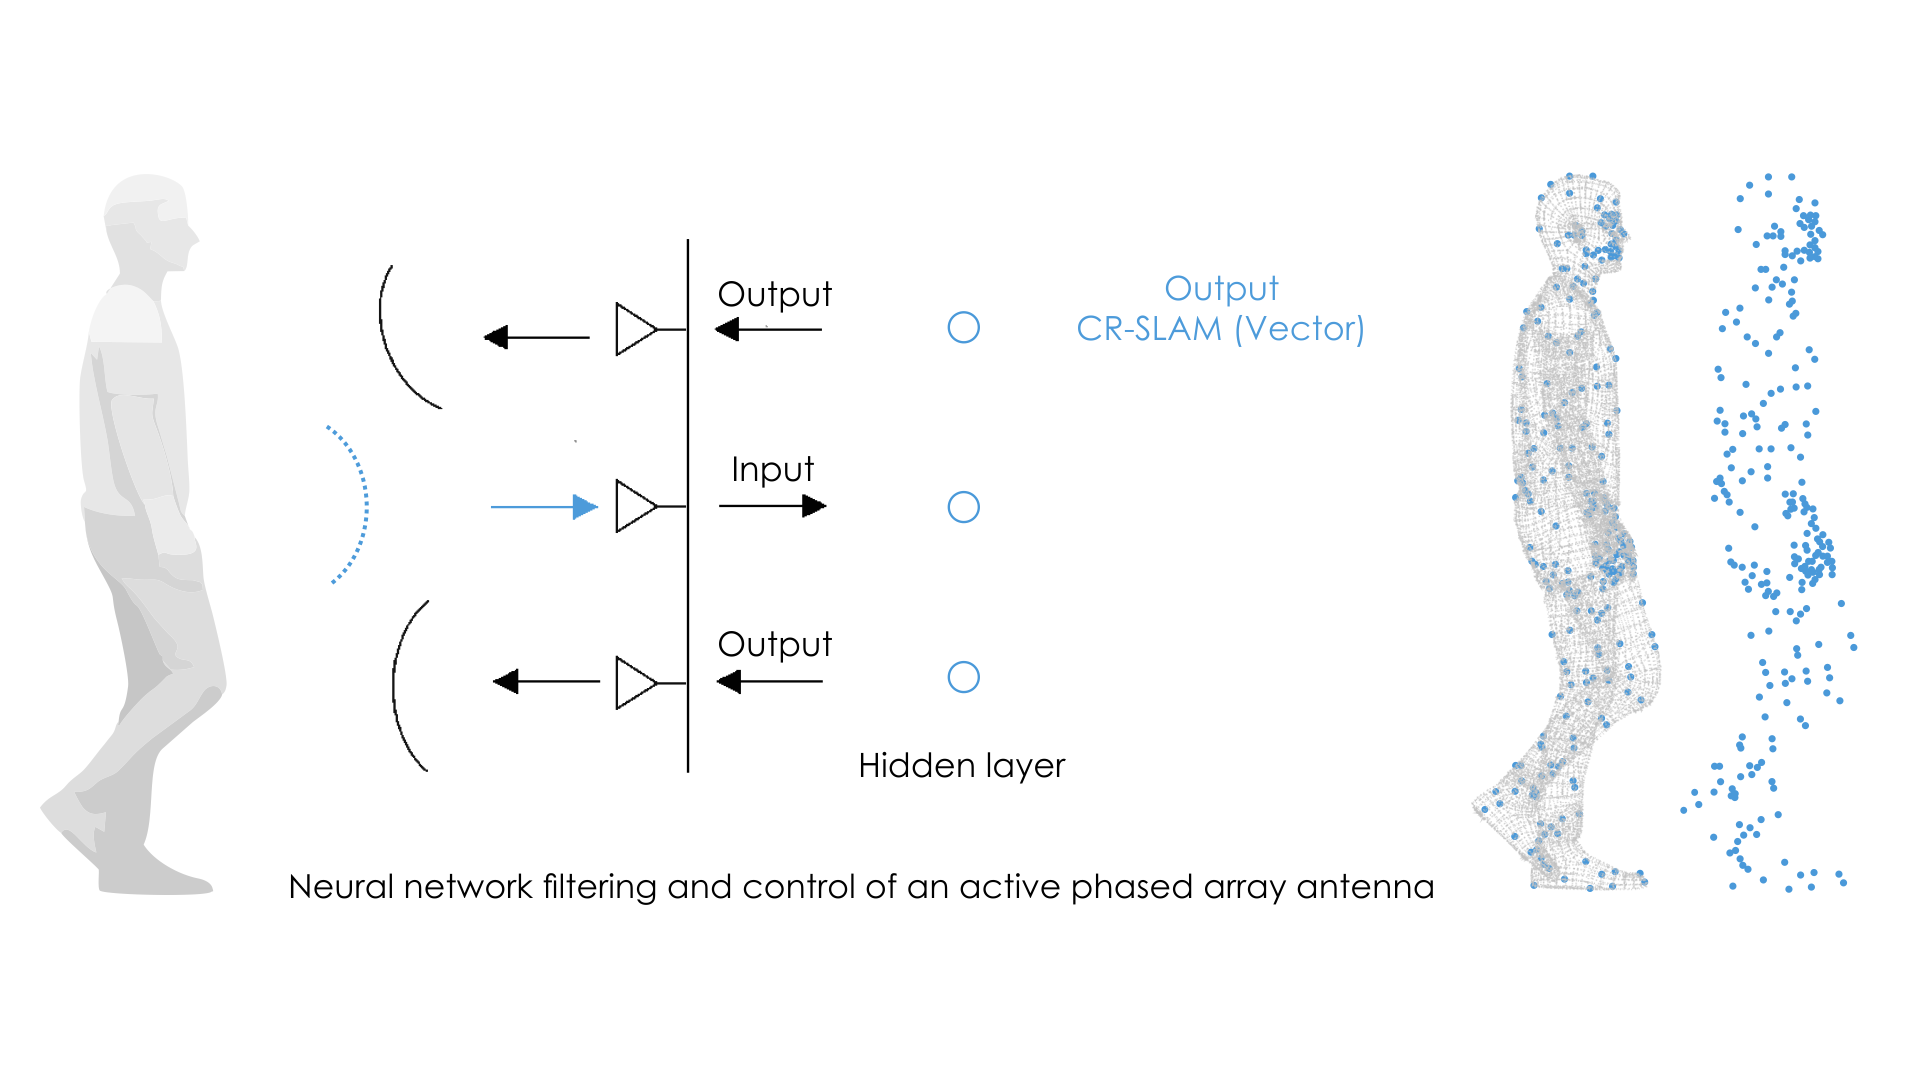 Output
Output
CR-SLAM (Vector)
Input
Output
Hidden layer
Neural network filtering and control of an active phased array antenna